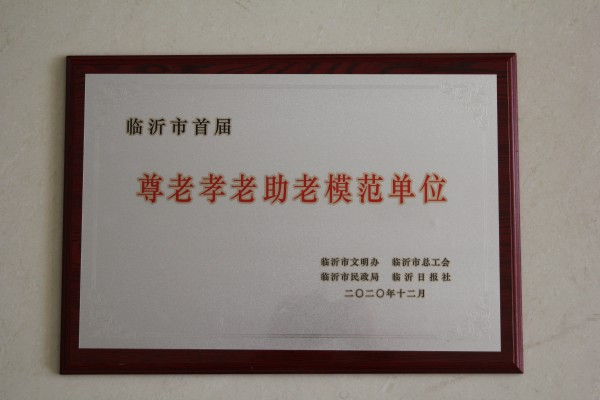 临沂市首届
尊老孝老助老模范单位
临沂市文明办 临沂市总工会
临沂市民政局 临沂日报社
二〇二〇年十二月